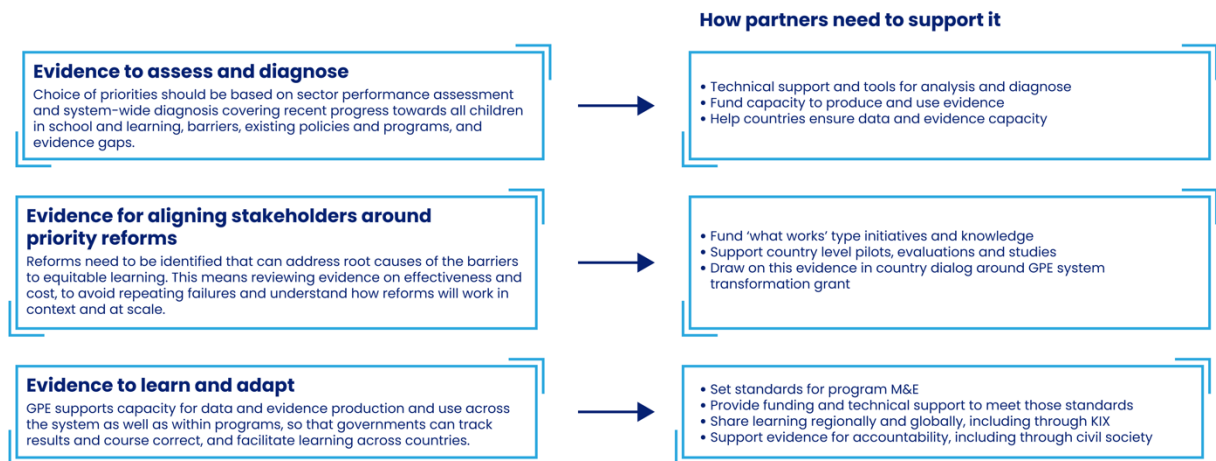 How partners need to support it
Evidence to assess and diagnose
Choice of priorities should be based on sector performance assessment
and system-wide diagnosis covering recent progress towards all children
in school and learning, barriers, existing policies and programs, and
evidence gaps.
• Technical support and tools for analysis and diagnose
• Fund capacity to produce and use evidence
• Help countries ensure data and evidence capacity
Evidence for aligning stakeholders around
priority reforms
Reforms need to be identified that can address root causes of the barriers
to equitable learning. This means reviewing evidence on effectiveness and
cost, to avoid repeating failures and understand how reforms will work in
context and at scale.
• Fund ‘what works’ type initiatives and knowledge
• Support country level pilots, evaluations and studies
• Draw on this evidence in country dialog around GPE system
transformation grant
Evidence to learn and adapt
GPE supports capacity for data and evidence production and use across
the system as well as within programs, so that governments can track
results and course correct, and facilitate learning across countries.
• Set standards for program M&E
• Provide funding and technical support to meet those standards
• Share learning regionally and globally, including through KIX
• Support evidence for accountability, including through civil society